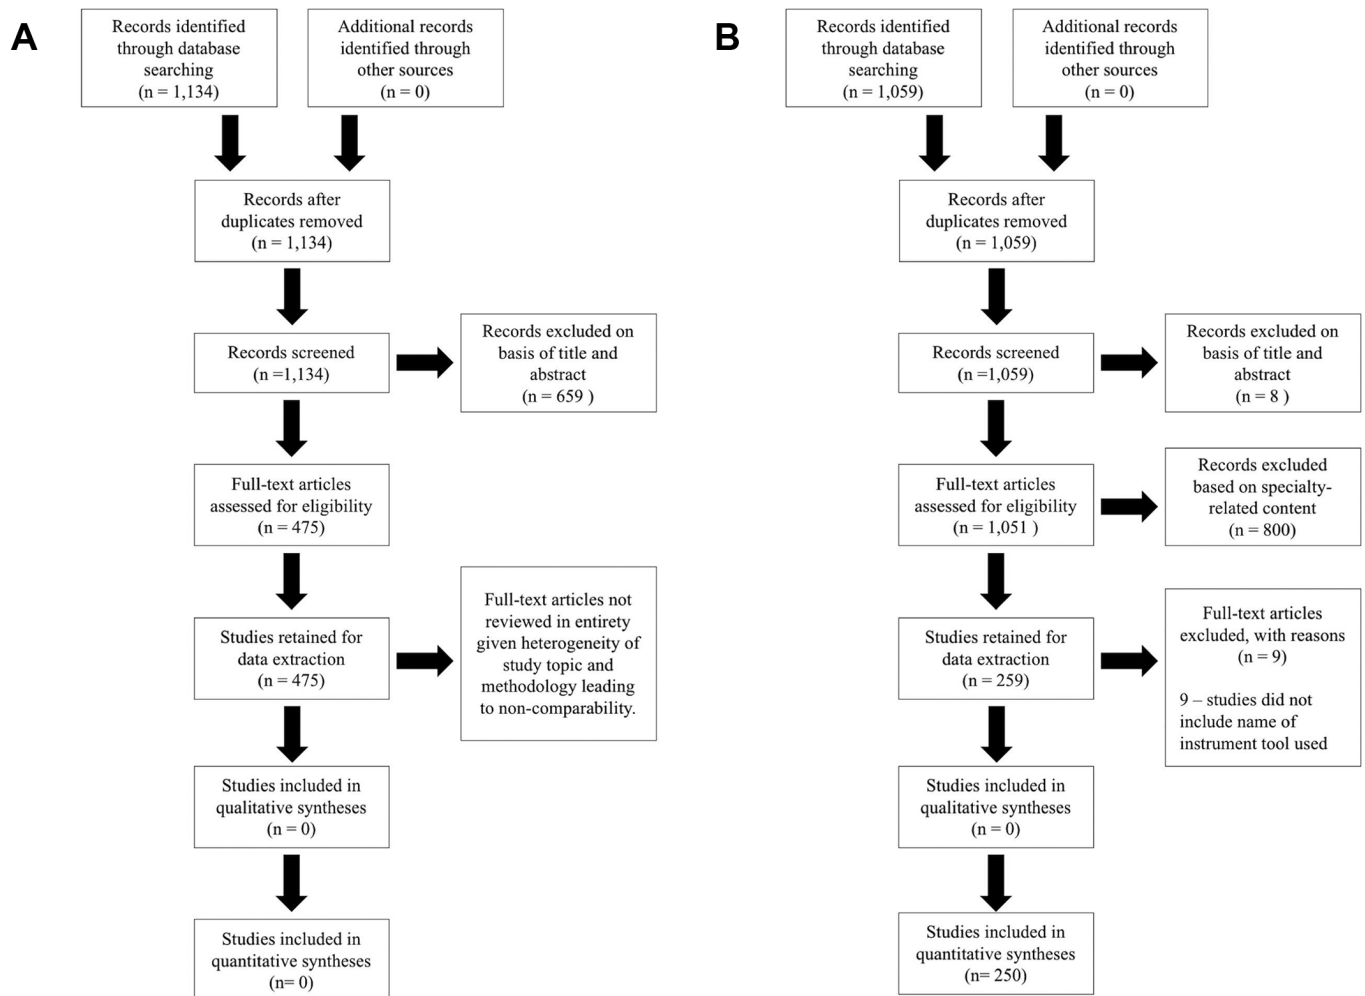 A
Records identified
through database
searching
(n = 1,134)
Additional records
identified through
other sources
(n = 0)
Records after
duplicates removed
(n = 1,134)
Records screened
(n =1,134)
Records excluded on
basis of title and
abstract
(n = 659 )
Full-text articles
assessed for eligibility
(n = 475)
Studies retained for
data extraction
(n = 475)
Full-text articles not
reviewed in entirety
given heterogeneity of
study topic and
methodology leading
to non-comparability.
Studies included in
qualitative syntheses
(n = 0)
Studies included in
quantitative syntheses
(n= 0)
B
Records identified
through database
searching
(n = 1,059)
Additional records
identified through
other sources
(n = 0)
Records after
duplicates removed
(n = 1,059)
Records screened
(n =1,059)
Records excluded on
basis of title and
abstract
(n = 8 )
Full-text articles
assessed for eligibility
(n = 1,051 )
Records excluded
based on specialty-
related content
(n = 800)
Studies retained for
data extraction
(n = 259)
Full-text articles
excluded, with reasons
(n = 9)
9 – studies did not
include name of
instrument tool used
Studies included in
qualitative syntheses
(n = 0)
Studies included in
quantitative syntheses
(n= 250)